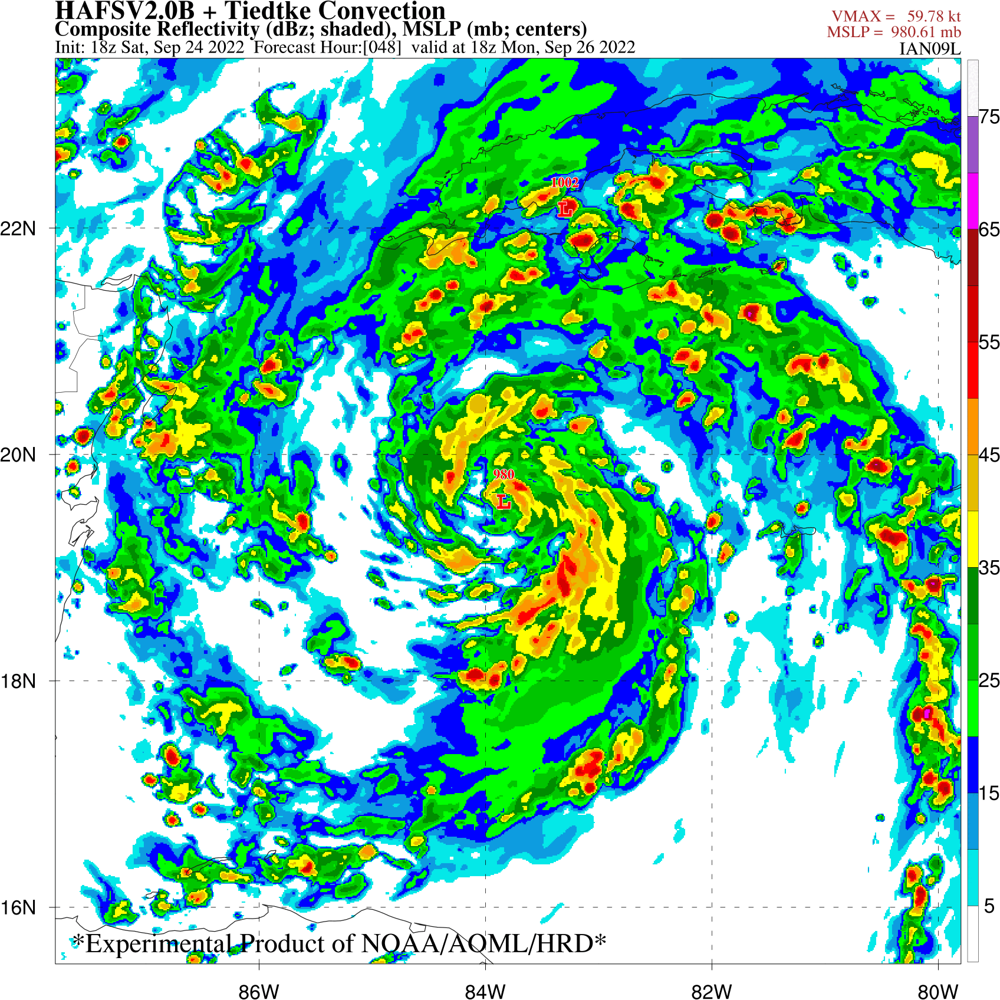 HAFSV2.0B + Tiedtke Convection
Composite Reflectivity (dBz; shaded), MSLP (mb; centers)
Init: 18z Sat, Sep 24 2022 Forecast Hour:[048] valid at 18z Mon, Sep 26 2022
VMAX = 59.78 kt
MSLP = 980.61 mb
IAN09L
75
65
55
45
35
25
15
5
22N
20N
18N
16N
1002
L
980
L
*Experimental Product of NOAA/AOML/HRD*
86W
84W
82W
80W